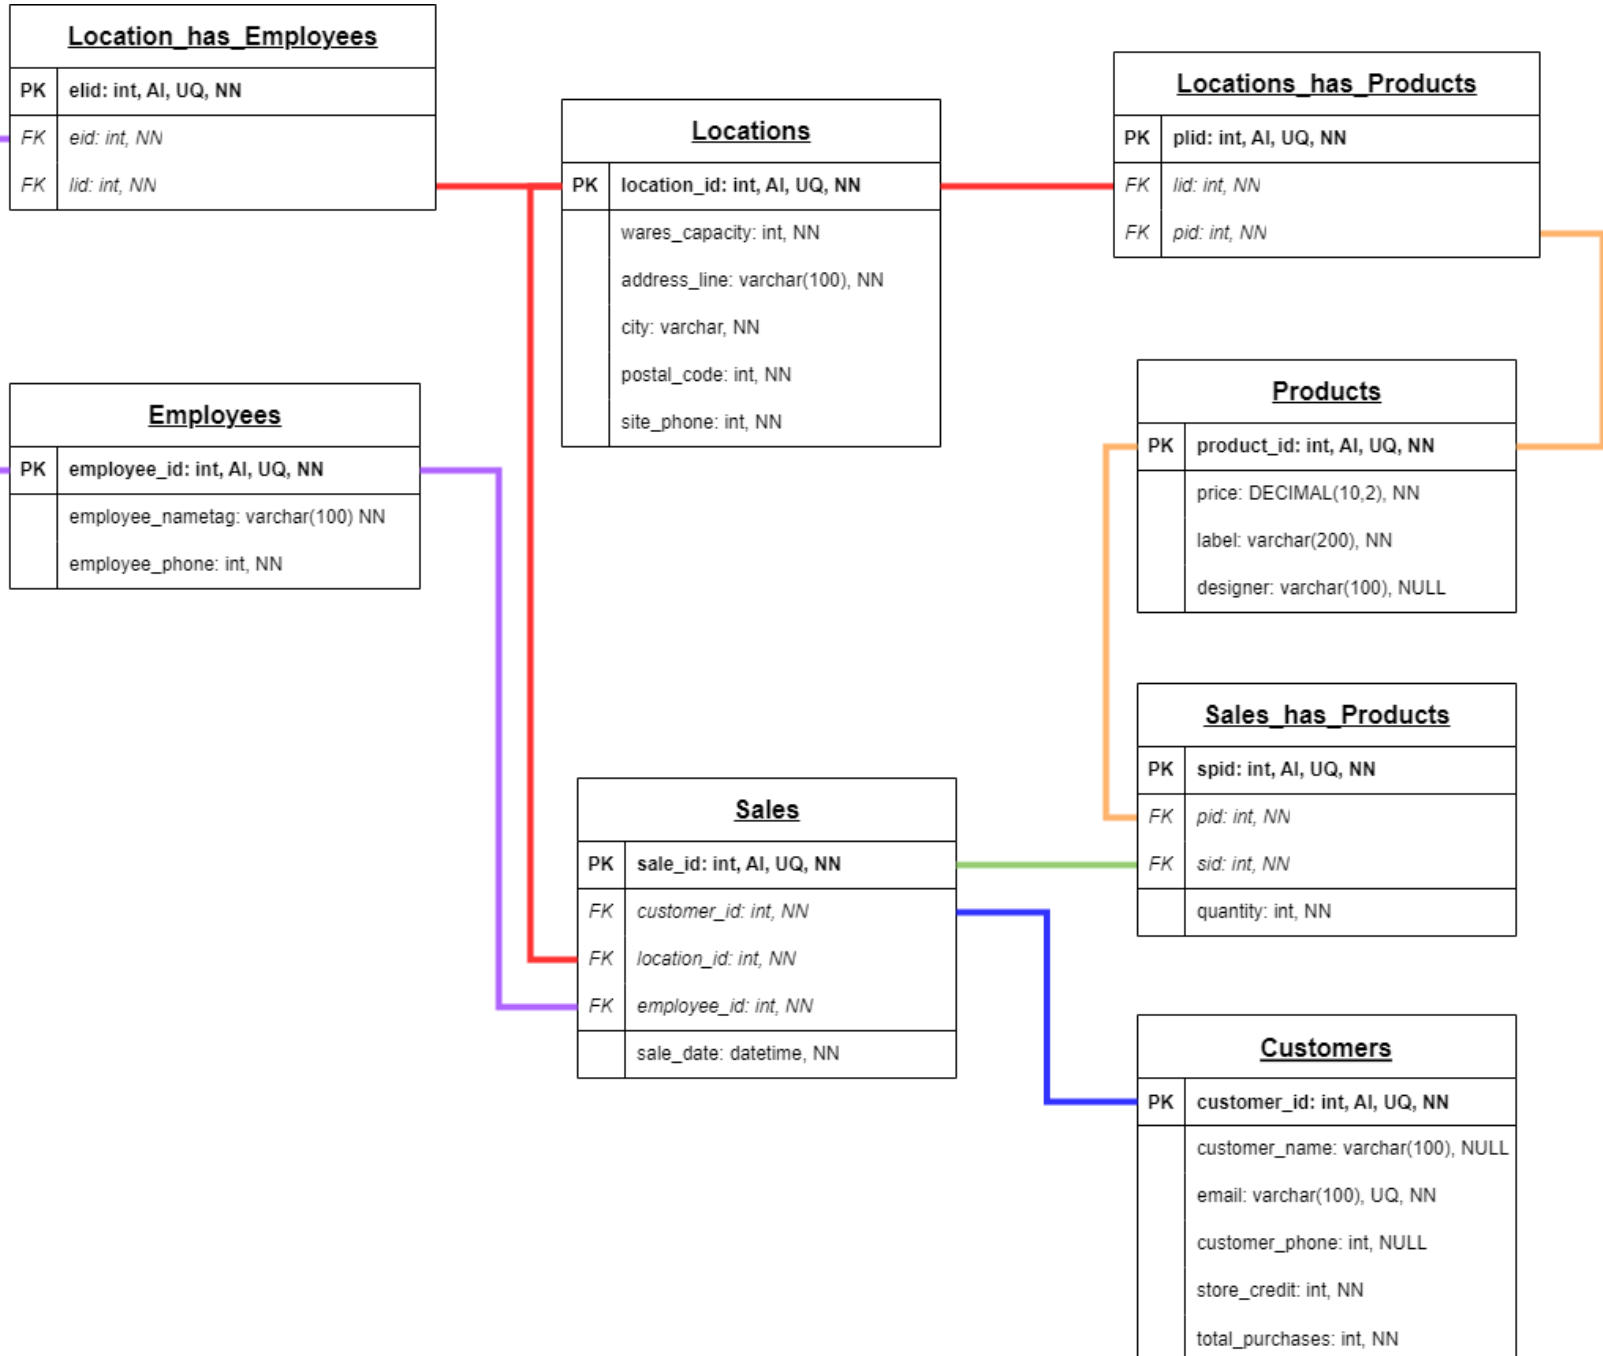 Location_has_Employees
PK elid: int, AI, UQ, NN
FK eid: int, NN
FK lid: int, NN
Locations
PK location_id: int, AI, UQ, NN
wares_capacity: int, NN
address_line: varchar(100), NN
city: varchar, NN
postal_code: int, NN
site_phone: int, NN
Locations_has_Products
PK plid: int, AI, UQ, NN
FK lid: int, NN
FK pid: int, NN
Employees
PK employee_id: int, AI, UQ, NN
employee_nametag: varchar(100) NN
employee_phone: int, NN
Products
PK product_id: int, AI, UQ, NN
price: DECIMAL(10,2), NN
label: varchar(200), NN
designer: varchar(100), NULL
Sales
PK sale_id: int, AI, UQ, NN
FK customer_id: int, NN
FK location_id: int, NN
FK employee_id: int, NN
sale_date: datetime, NN
Sales_has_Products
PK spid: int, AI, UQ, NN
FK pid: int, NN
FK sid: int, NN
quantity: int, NN
Customers
PK customer_id: int, AI, UQ, NN
customer_name: varchar(100), NULL
email: varchar(100), UQ, NN
customer_phone: int, NULL
store_credit: int, NN
total_purchases: int, NN